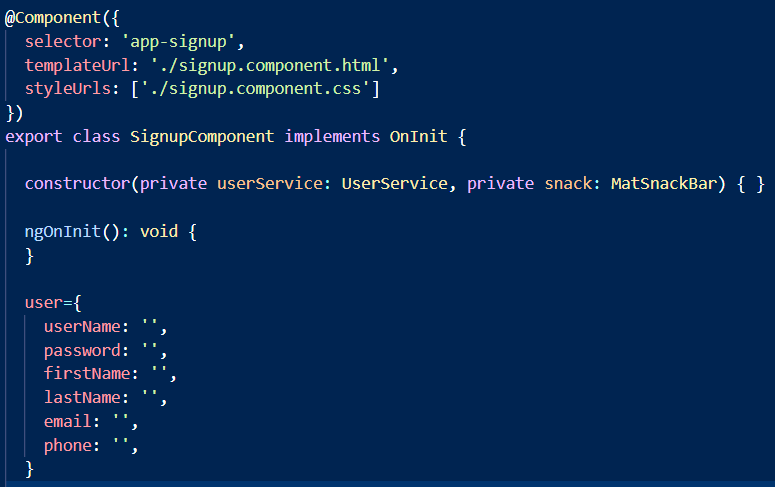 @Component({
  selector: 'app-signup',
  templateUrl: './signup.component.html',
  styleUrls: ['./signup.component.css']
})
export class SignupComponent implements OnInit {
  constructor(private userService: UserService, private snack: MatSnackBar) { }
  ngOnInit(): void {
  }
  user={
    userName: '',
    password: '',
    firstName: '',
    lastName: '',
    email: '',
    phone: '',
  }